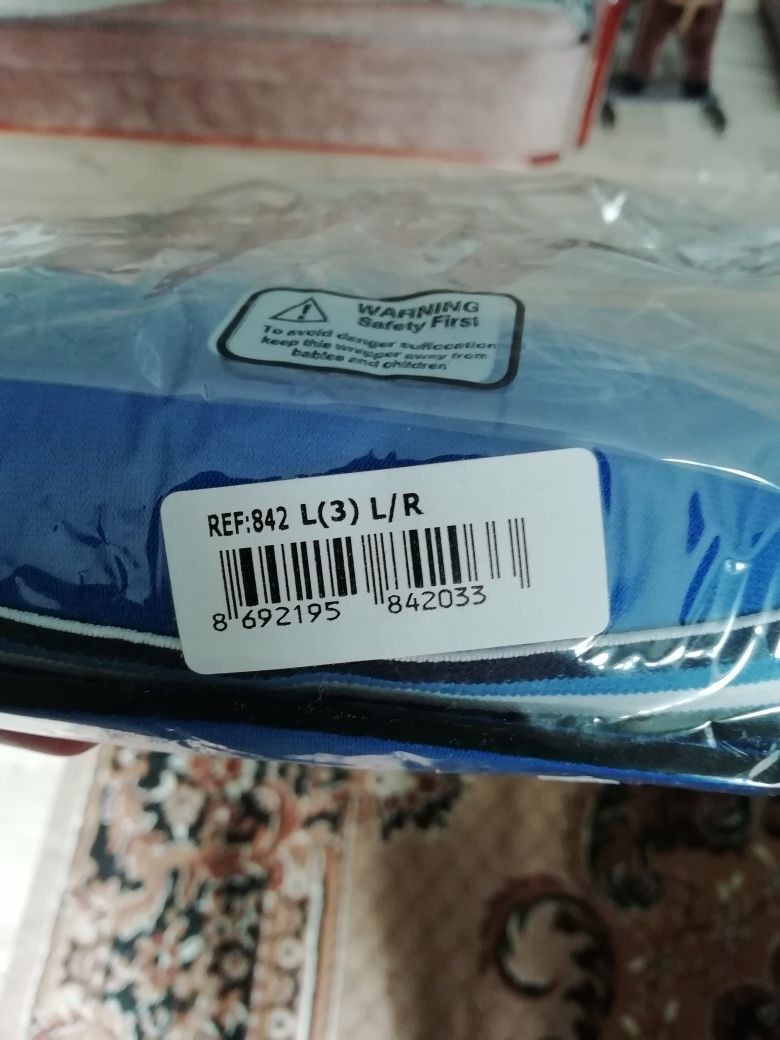 WARNING
Safety First
To avoid danger suffocation
keep this wrapper away from
babies and children
REF:842 L(3) L/R
8 692195 842033